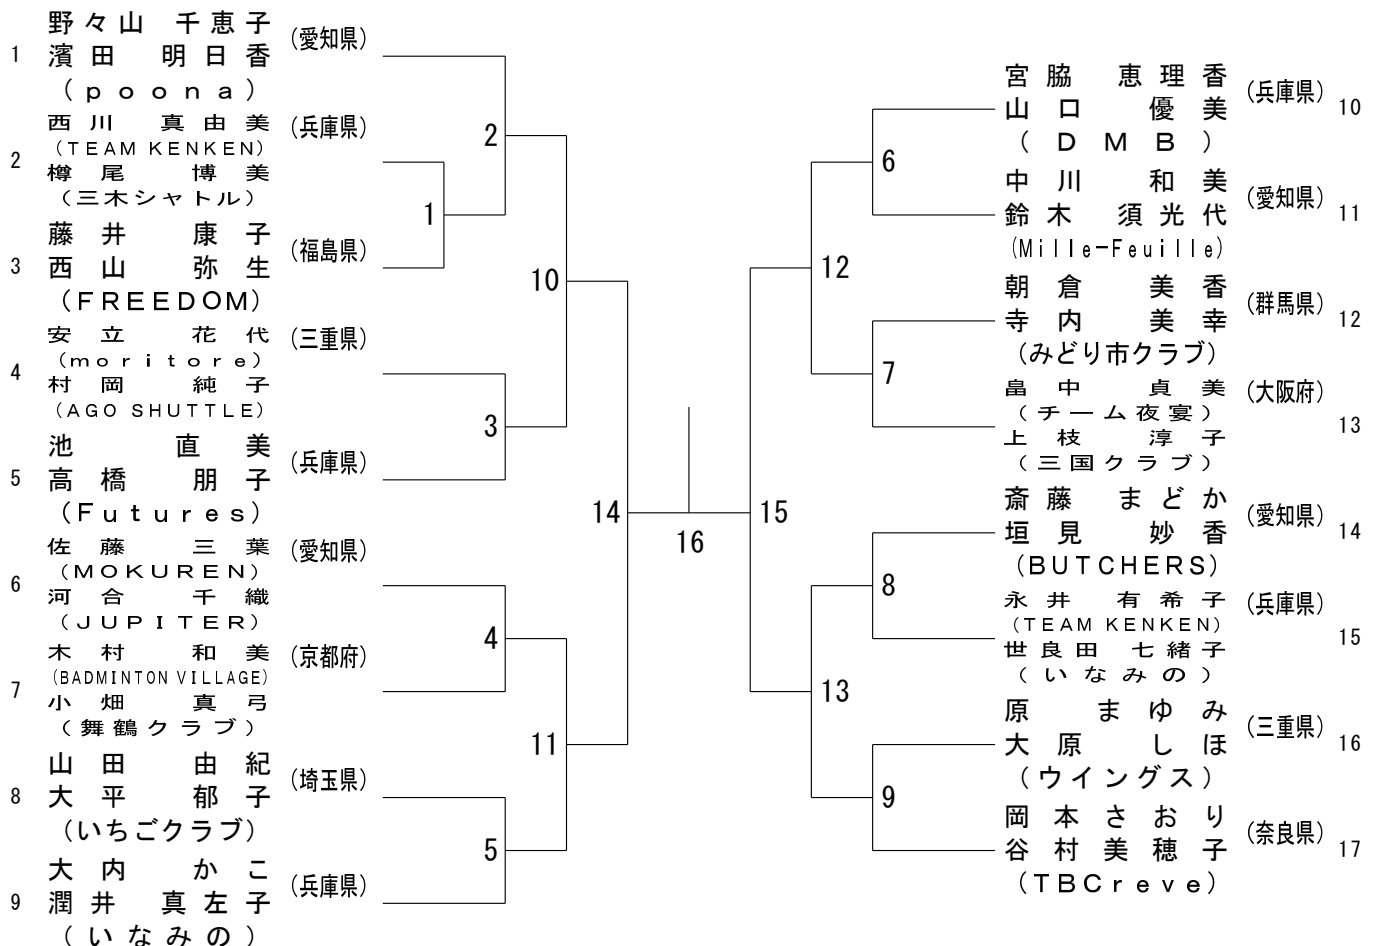 野々山 千恵子
(愛知県)
1 濱田 明日香
(poona)
西川 真由美
(兵庫県)
(TEAM KENKEN)
2
樽尾 博美
(三木シャトル)
藤井 康子
(福島県)
3 西山 弥生
(FREEDOM)
安立 花代
(三重県)
(moritore)
4
村岡 純子
(AGO SHUTTLE)
池 直美
(兵庫県)
5 高橋 朋子
(Futures)
佐藤 三葉
(愛知県)
(MOKUREN)
6
河合 千織
(JUPITER)
木村 和美
(京都府)
(BADMINTON VILLAGE)
7
小畑 真弓
(舞鶴クラブ)
山田 由紀
(埼玉県)
8 大平 郁子
(いちごクラブ)
大内 かこ
(兵庫県)
9 潤井 真左子
(いなみの)
2
1
10
3
14
4
11
5
16
15
12
6
7
13
8
9
宮脇 恵理香
(兵庫県)
山口 優美 10
(DMB)
中川 和美
(愛知県)
鈴木 須光代 11
(Mille-Feuille)
朝倉 美香
(群馬県)
寺内 美幸 12
(みどり市クラブ)
畠中 貞美
(大阪府)
(チーム夜宴)
13
上枝 淳子
(三国クラブ)
斎藤 まどか
(愛知県)
垣見 妙香 14
(BUTCHERS)
永井 有希子
(兵庫県)
(TEAM KENKEN)
15
世良田 七緒子
(いなみの)
原 まゆみ
(三重県)
大原 しほ 16
(ウイングス)
岡本さおり
(奈良県)
谷村美穂子 17
(TBCreve)